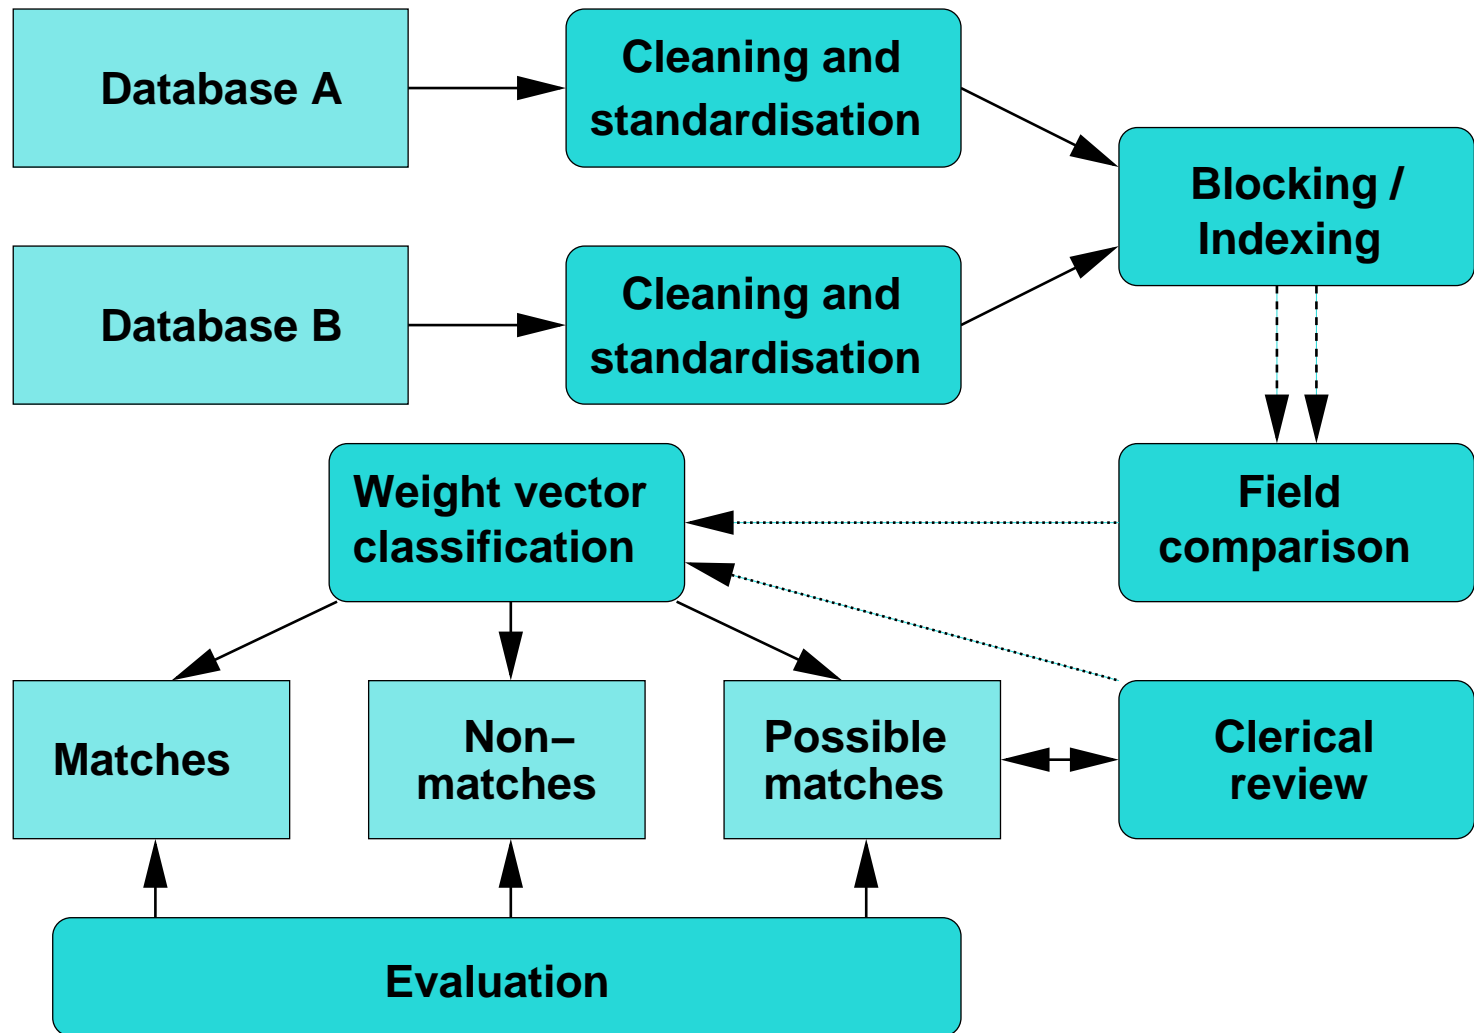 Database A
Cleaning and
standardisation
Blocking /
Indexing
Database B
Cleaning and
standardisation
Weight vector
classification
Field
comparison
Matches
Non–
matches
Possible
matches
Clerical
review
Evaluation